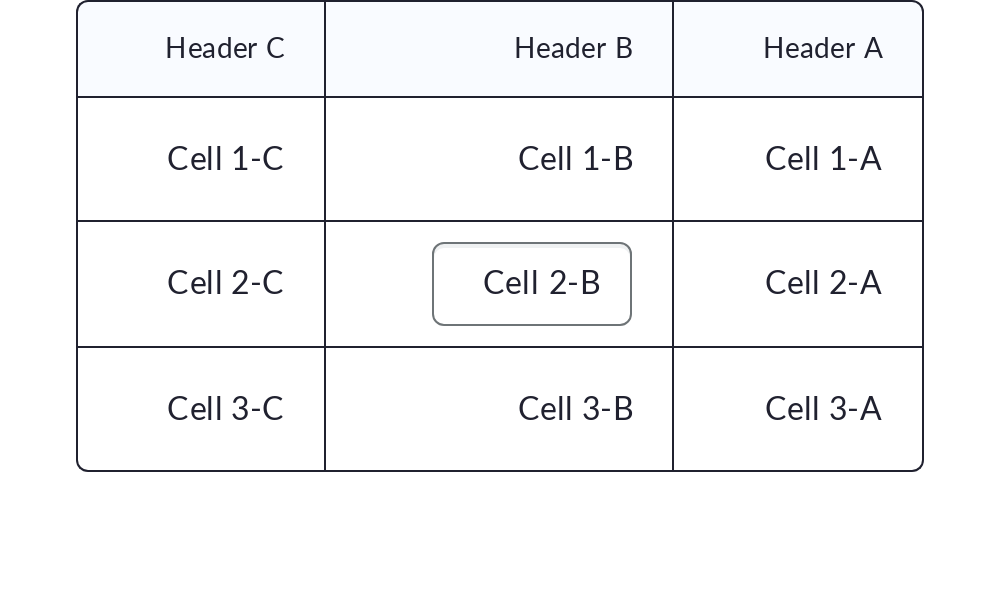 Header C Header B Header A
Cell 1-C Cell 1-B Cell 1-A
Cell 2-C Cell 2-B Cell 2-A
Cell 3-C Cell 3-B Cell 3-A